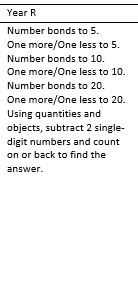 Year R
Number bonds to 5.
One more/One less to 5.
Number bonds to 10.
One more/One less to 10.
Number bonds to 20.
One more/One less to 20.
Using quantities and
objects, subtract 2 single-
digit numbers and count
on or back to find the
answer.